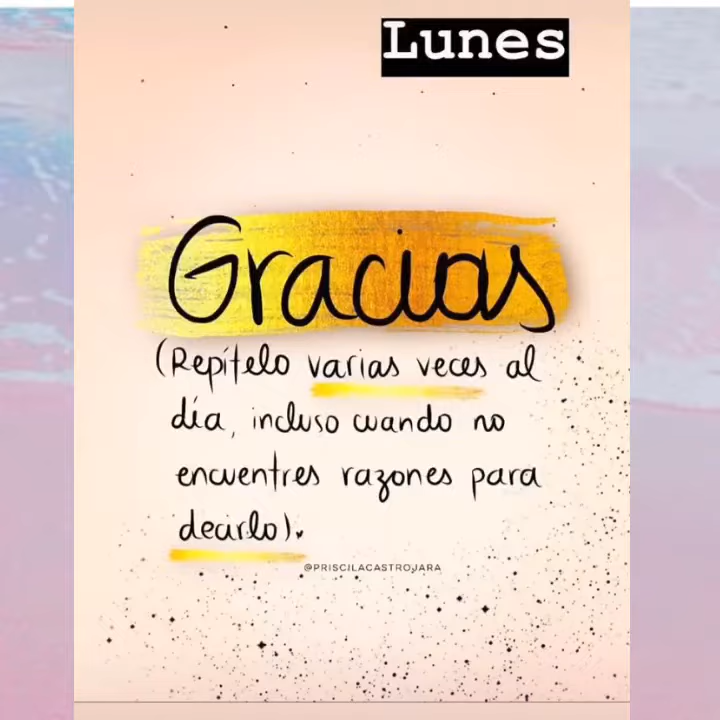 Lunes
Gracias
(Repítelo varias veces al
día, incluso cuando no
encuentres razones para
decirlo).
@PRISCILACASTROJARA